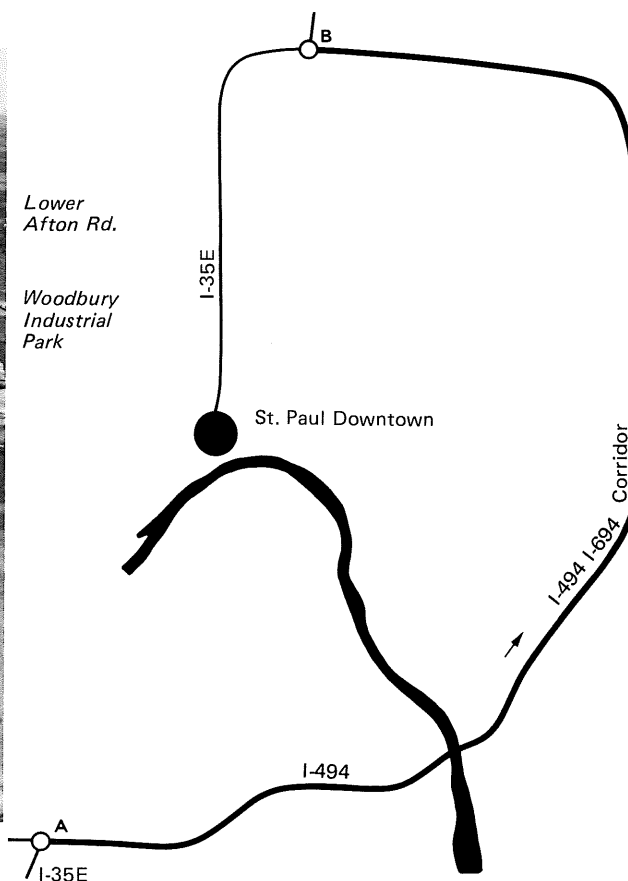 B
Lower
Afton Rd.
I-35E
Woodbury
Industrial
Park
St. Paul Downtown
Corridor
I-494 I-694
I-494
A
I-35E